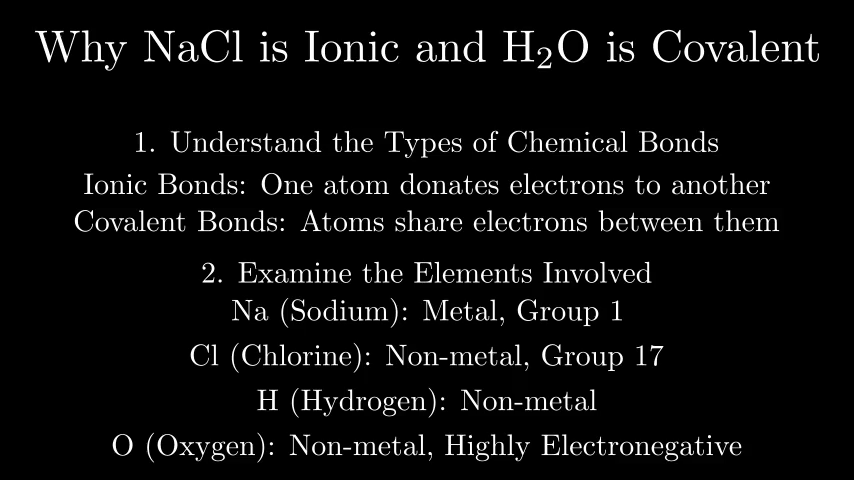 Why NaCl is Ionic and H₂O is Covalent
1. Understand the Types of Chemical Bonds
Ionic Bonds: One atom donates electrons to another
Covalent Bonds: Atoms share electrons between them
2. Examine the Elements Involved
Na (Sodium): Metal, Group 1
Cl (Chlorine): Non-metal, Group 17
H (Hydrogen): Non-metal
O (Oxygen): Non-metal, Highly Electronegative